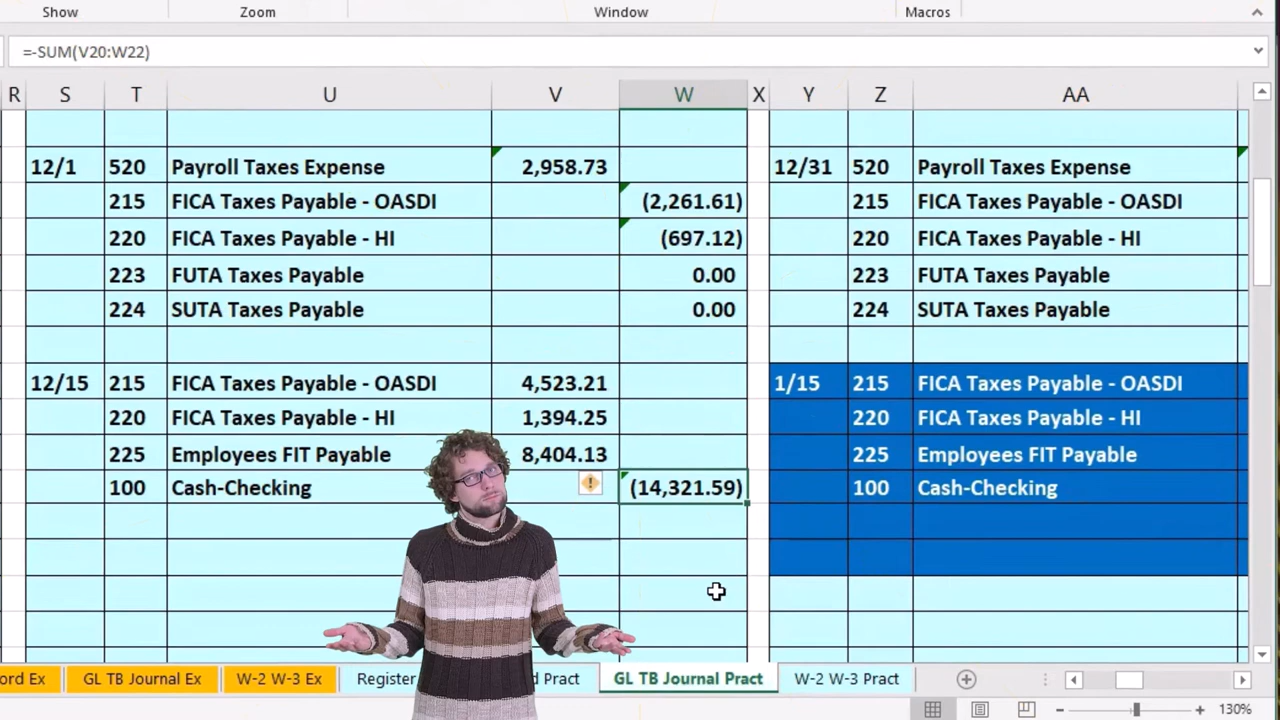 Show Zoom Window Macros
=-SUM(V20:W22)
R S T U V W X Y Z AA
12/1 520 Payroll Taxes Expense 2,958.73 12/31 520 Payroll Taxes Expense
215 FICA Taxes Payable - OASDI (2,261.61) 215 FICA Taxes Payable - OASDI
220 FICA Taxes Payable - HI (697.12) 220 FICA Taxes Payable - HI
223 FUTA Taxes Payable 0.00 223 FUTA Taxes Payable
224 SUTA Taxes Payable 0.00 224 SUTA Taxes Payable
12/15 215 FICA Taxes Payable - OASDI 4,523.21 1/15 215 FICA Taxes Payable - OASDI
220 FICA Taxes Payable - HI 1,394.25 220 FICA Taxes Payable - HI
225 Employees FIT Payable 8,404.13 225 Employees FIT Payable
100 Cash-Checking (14,321.59) 100 Cash-Checking
Ex GL TB Journal Ex W-2 W-3 Ex Register Pract GL TB Journal Pract W-2 W-3 Pract
130%